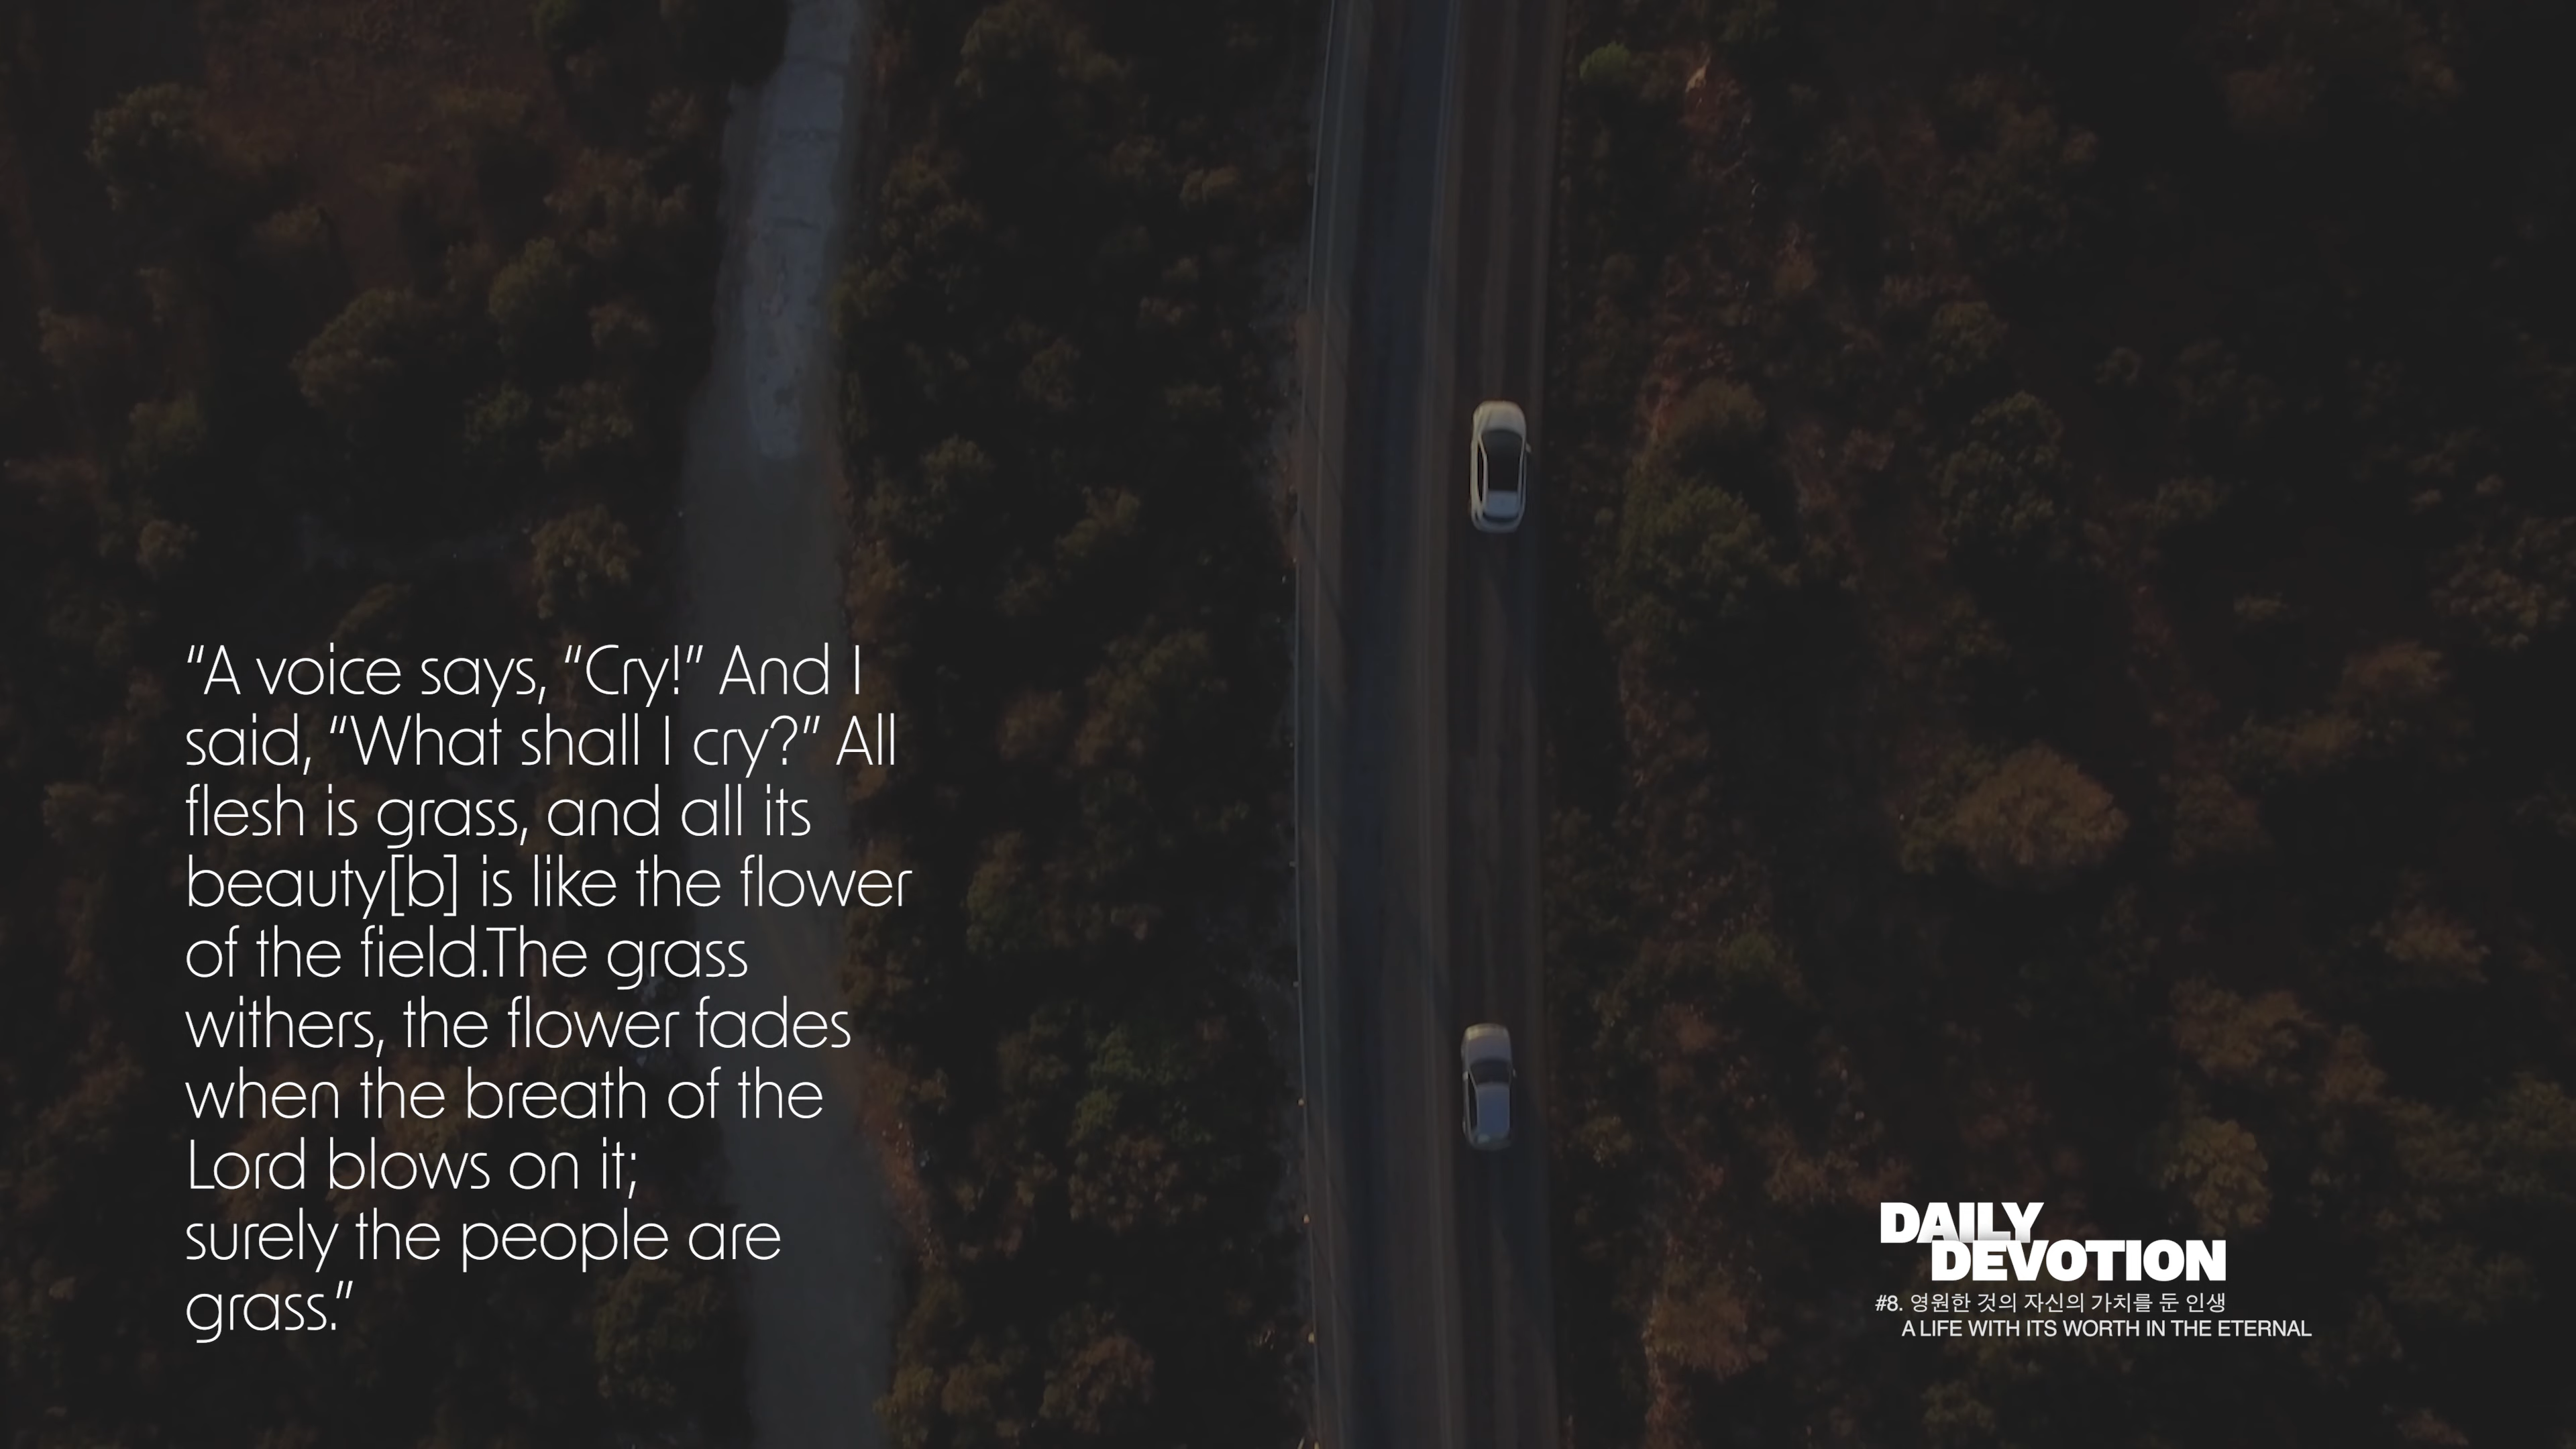 “A voice says, “Cry!” And I
said, “What shall I cry?” All
flesh is grass, and all its
beauty[b] is like the flower
of the field.The grass
withers, the flower fades
when the breath of the
Lord blows on it;
surely the people are
grass.”
DAILY
DEVOTION
#8. 영원한 것의 자신의 가치를 둔 인생
A LIFE WITH ITS WORTH IN THE ETERNAL